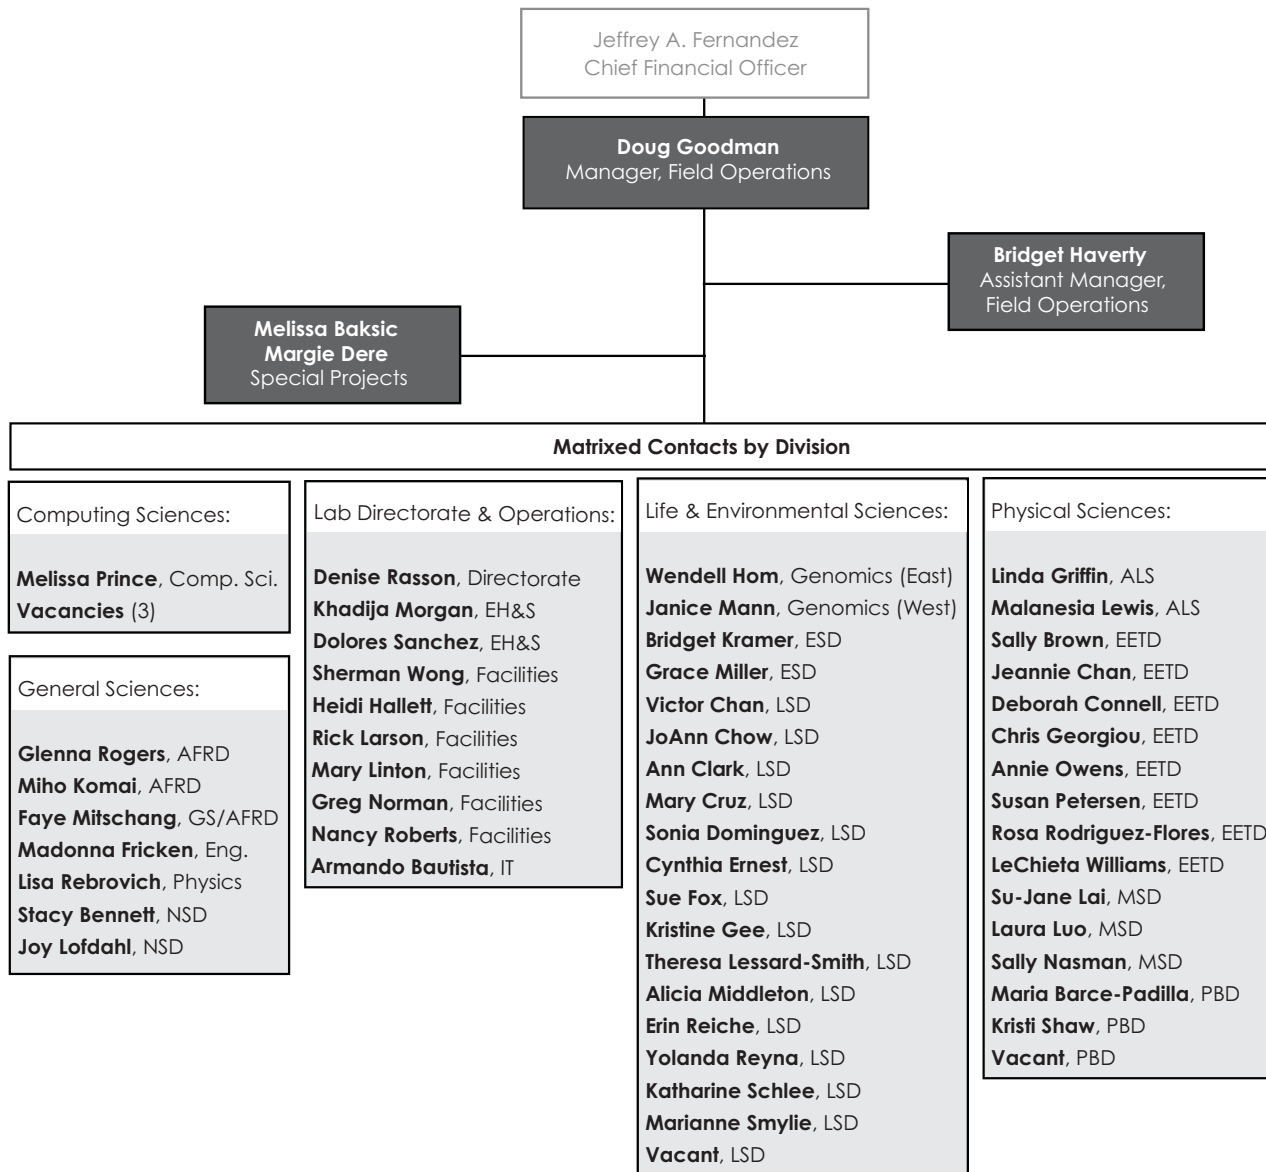 Jeffrey A. Fernandez
Chief Financial Officer
Doug Goodman
Manager, Field Operations
Bridget Haverty
Assistant Manager,
Field Operations
Melissa Baksic
Margie Dere
Special Projects
Matrixed Contacts by Division
Computing Sciences:
Melissa Prince, Comp. Sci.
Vacancies (3)
General Sciences:
Glenna Rogers, AFRD
Miho Komai, AFRD
Faye Mitschang, GS/AFRD
Madonna Fricken, Eng.
Lisa Rebrovich, Physics
Stacy Bennett, NSD
Joy Lofdahl, NSD
Lab Directorate & Operations:
Denise Rasson, Directorate
Khadija Morgan, EH&S
Dolores Sanchez, EH&S
Sherman Wong, Facilities
Heidi Hallett, Facilities
Rick Larson, Facilities
Mary Linton, Facilities
Greg Norman, Facilities
Nancy Roberts, Facilities
Armando Bautista, IT
Life & Environmental Sciences:
Wendell Hom, Genomics (East)
Janice Mann, Genomics (West)
Bridget Kramer, ESD
Grace Miller, ESD
Victor Chan, LSD
JoAnn Chow, LSD
Ann Clark, LSD
Mary Cruz, LSD
Sonia Dominguez, LSD
Cynthia Ernest, LSD
Sue Fox, LSD
Kristine Gee, LSD
Theresa Lessard-Smith, LSD
Alicia Middleton, LSD
Erin Reiche, LSD
Yolanda Reyna, LSD
Katharine Schlee, LSD
Marianne Smylie, LSD
Vacant, LSD
Physical Sciences:
Linda Griffin, ALS
Malanesia Lewis, ALS
Sally Brown, EETD
Jeannie Chan, EETD
Deborah Connell, EETD
Chris Georgiou, EETD
Annie Owens, EETD
Susan Petersen, EETD
Rosa Rodriguez-Flores, EETD
LeChieta Williams, EETD
Su-Jane Lai, MSD
Laura Luo, MSD
Sally Nasman, MSD
Maria Barce-Padilla, PBD
Kristi Shaw, PBD
Vacant, PBD